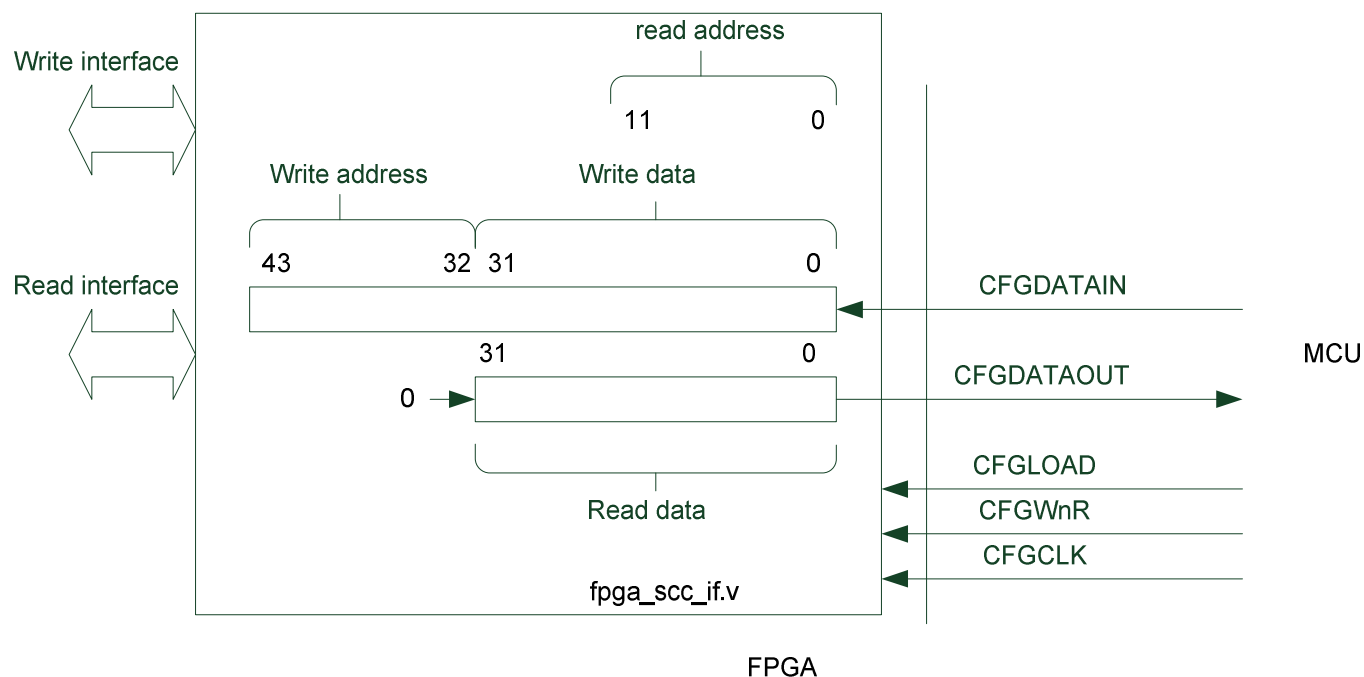 read address
Write interface
11 0
Write address Write data
43 32 31 0
Read interface
CFGDATAIN
31 0
MCU
CFGDATAOUT
0
CFGLOAD
Read data
CFGWnR
CFGCLK
fpga_scc_if.v
FPGA